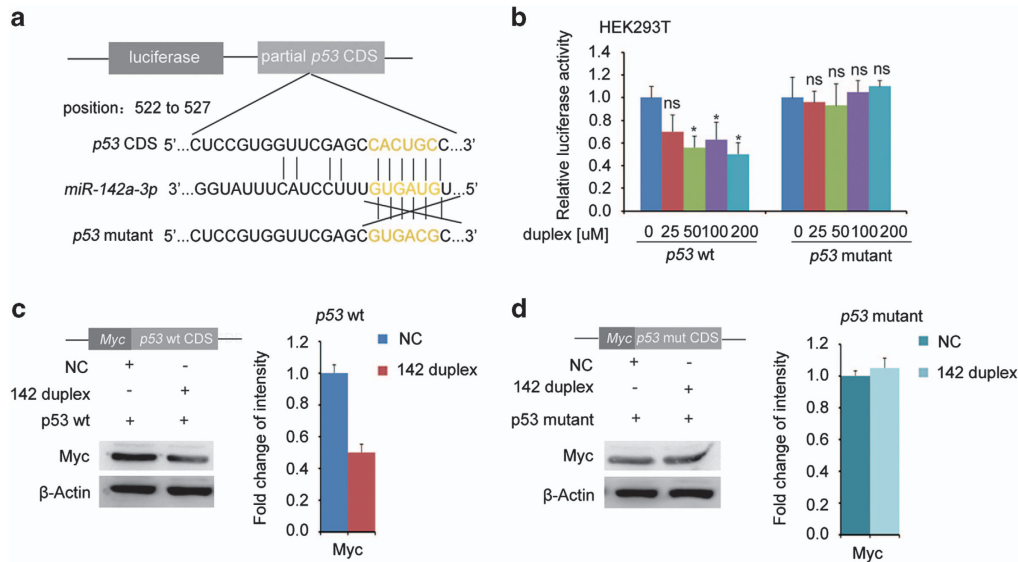 a
luciferase
partial p53 CDS
position: 522 to 527
p53 CDS 5'...CUCCGUGGUUCGAGCCACUGCC...3'
miR-142a-3p 3'...GGUAUUUCAUCCUUUGUGAUGU...5'
p53 mutant 5'...CUCCGUGGUUCGAGCGUGACGC...3'
b
HEK293T
Relative luciferase activity
1.4
1.2
1.0
0.8
0.6
0.4
0.2
0.0
ns * * *
ns ns ns ns
duplex [uM] 0 25 50 100 200 0 25 50 100 200
p53 wt p53 mutant
c
Myc p53 wt CDS
NC + -
142 duplex - +
p53 wt + +
Myc
β-Actin
p53 wt
Fold change of intensity
1.2
1.0
0.8
0.6
0.4
0.2
0.0
Myc
NC
142 duplex
d
Myc p53 mut CDS
NC + -
142 duplex - +
p53 mutant + +
Myc
β-Actin
p53 mutant
Fold change of intensity
1.2
1.0
0.8
0.6
0.4
0.2
0.0
Myc
NC
142 duplex